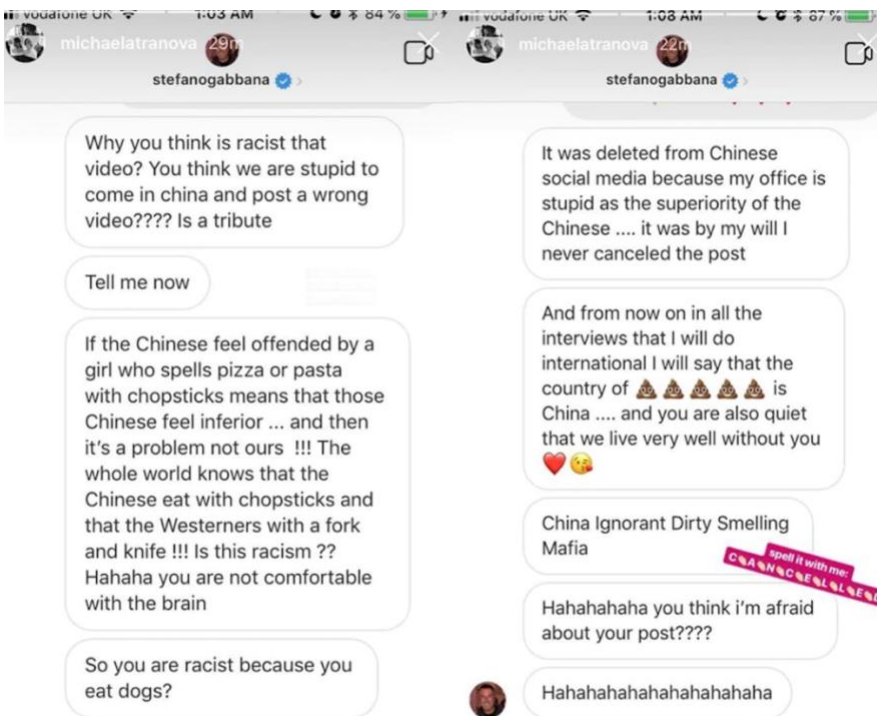 vodafone UK 1:03 AM 84 %
michaelatranova 29m
stefanogabbana
Why you think is racist that
video? You think we are stupid to
come in china and post a wrong
video???? Is a tribute
Tell me now
If the Chinese feel offended by a
girl who spells pizza or pasta
with chopsticks means that those
Chinese feel inferior ... and then
it's a problem not ours !!! The
whole world knows that the
Chinese eat with chopsticks and
that the Westerners with a fork
and knife !!! Is this racism ??
Hahaha you are not comfortable
with the brain
So you are racist because you
eat dogs?
vodafone UK 1:08 AM 87 %
michaelatranova 22m
stefanogabbana
It was deleted from Chinese
social media because my office is
stupid as the superiority of the
Chinese .... it was by my will I
never canceled the post
And from now on in all the
interviews that I will do
international I will say that the
country of 💩💩💩💩💩 is
China .... and you are also quiet
that we live very well without you
❤️😘
China Ignorant Dirty Smelling
Mafia
spell it with me:
C👏A👏N👏C👏E👏L👏L👏E👏
Hahahahaha you think i'm afraid
about your post????
Hahahahahahahahahaha